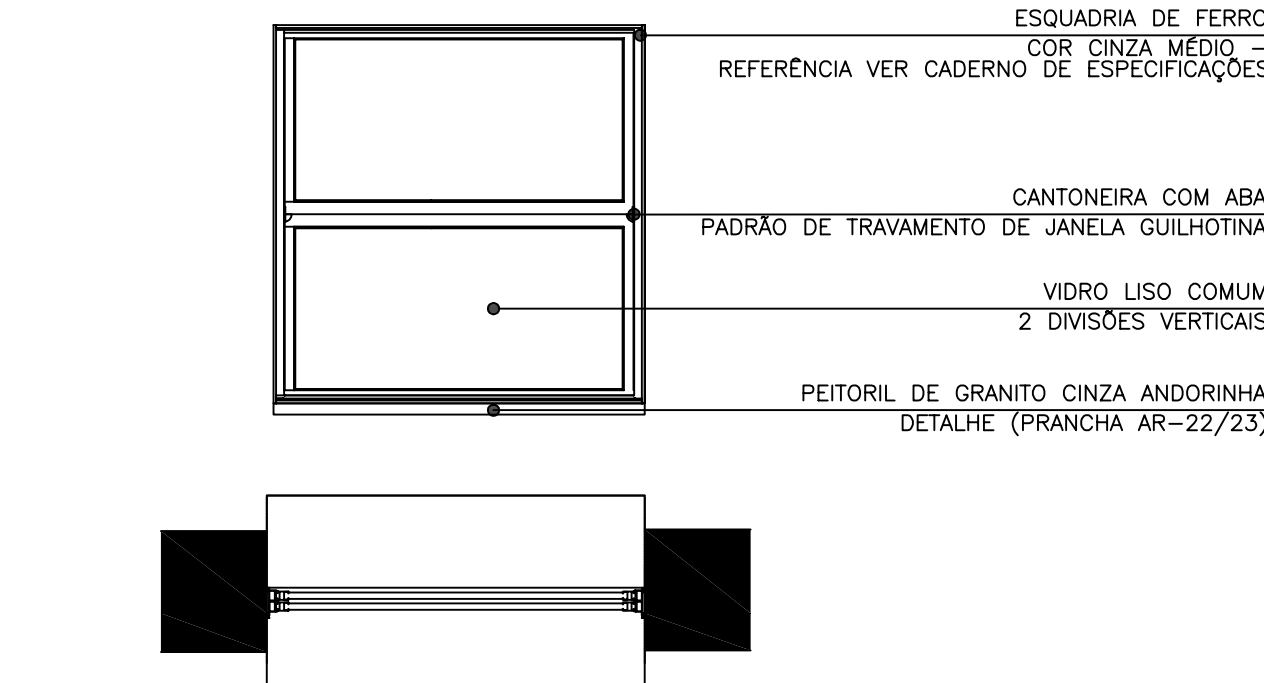 ESQUADRIA DE FERRO
COR CINZA MÉDIO –
REFERÊNCIA VER CADERNO DE ESPECIFICAÇÕES
CANTONEIRA COM ABA
PADRÃO DE TRAVAMENTO DE JANELA GUILHOTINA
VIDRO LISO COMUM
2 DIVISÕES VERTICAIS
PEITORIL DE GRANITO CINZA ANDORINHA
DETALHE (PRANCHA AR–22/23)